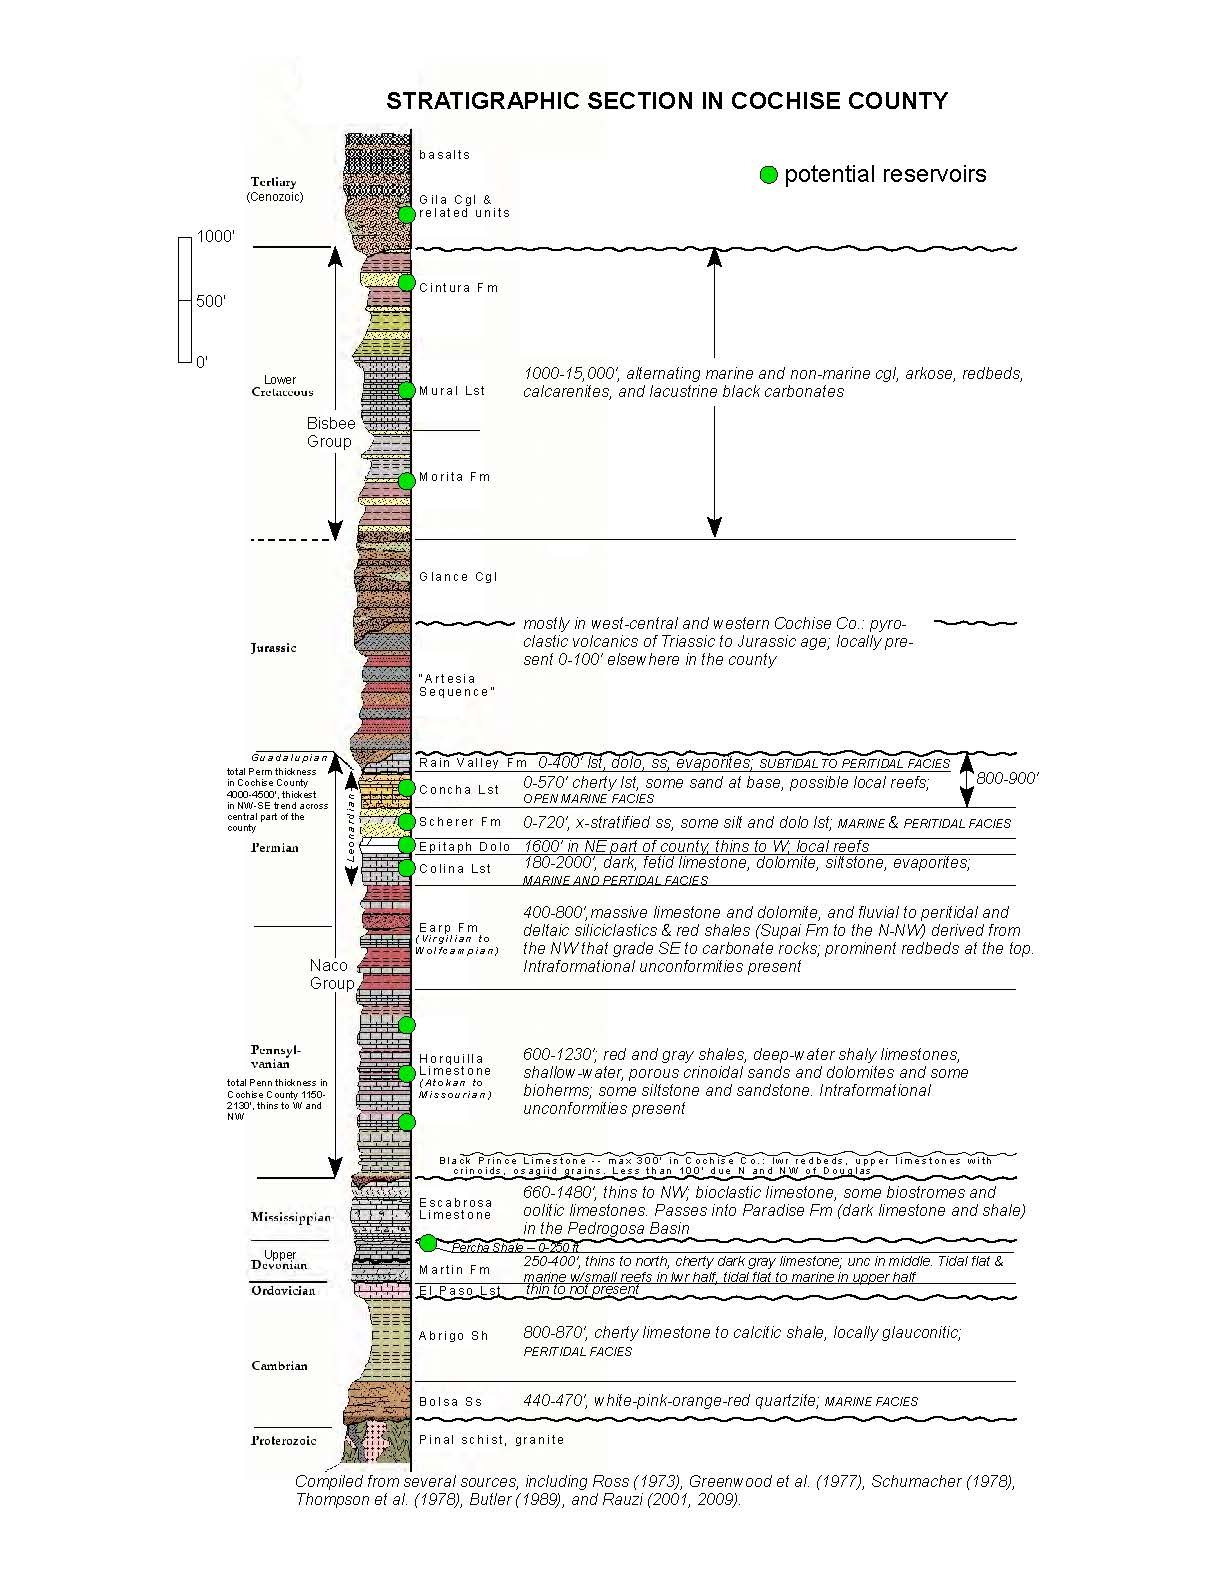 STRATIGRAPHIC SECTION IN COCHISE COUNTY
potential reservoirs
basalts
Tertiary
(Cenozoic)
Gila Cgl &
related units
1000'
500'
0'
Cintura Fm
Lower
Cretaceous
Mural Lst
1000-15,000', alternating marine and non-marine cgl, arkose, redbeds,
calcarenites, and lacustrine black carbonates
Bisbee
Group
Morita Fm
Glance Cgl
Jurassic
mostly in west-central and western Cochise Co.: pyro-
clastic volcanics of Triassic to Jurassic age; locally pre-
sent 0-100' elsewhere in the county
"Artesia
Sequence"
Guadalupian
total Perm thickness
in Cochise County
4000-4500', thickest
in NW-SE trend across
central part of the
county
Permian
Leonardian
Rain Valley Fm 0-400' lst, dolo, ss, evaporites; SUBTIDAL TO PERITIDAL FACIES
800-900'
Concha Lst
0-570' cherty lst, some sand at base, possible local reefs;
OPEN MARINE FACIES
Scherer Fm 0-720', x-stratified ss, some silt and dolo lst; MARINE & PERITIDAL FACIES
Epitaph Dolo 1600' in NE part of county, thins to W, local reefs
Colina Lst
180-2000', dark, fetid limestone, dolomite, siltstone, evaporites;
MARINE AND PERTIDAL FACIES
Earp Fm
(Virgilian to
Wolfcampian)
400-800', massive limestone and dolomite, and fluvial to peritidal and
deltaic siliciclastics & red shales (Supai Fm to the N-NW) derived from
the NW that grade SE to carbonate rocks; prominent redbeds at the top.
Intraformational unconformities present
Naco
Group
Pennsyl-
vanian
total Penn thickness in
Cochise County 1150-
2130', thins to W and
NW
Horquilla
Limestone
(Atokan to
Missourian)
600-1230'; red and gray shales, deep-water shaly limestones,
shallow-water, porous crinoidal sands and dolomites and some
bioherms; some siltstone and sandstone. Intraformational
unconformities present
Black Prince Limestone -- max 300' in Cochise Co.: lwr redbeds, upper limestones with
crinoids, osagiid grains. Less than 100' due N and NW of Douglas
Mississippian
Escabrosa
Limestone
660-1480', thins to NW; bioclastic limestone, some biostromes and
oolitic limestones. Passes into Paradise Fm (dark limestone and shale)
in the Pedrogosa Basin
Percha Shale -- 0-250 ft
Upper
Devonian
Martin Fm
250-400', thins to north, cherty dark gray limestone; unc in middle. Tidal flat &
marine w/small reefs in lwr half, tidal flat to marine in upper half
Ordovician
El Paso Lst thin to not present
Cambrian
Abrigo Sh
800-870', cherty limestone to calcitic shale, locally glauconitic;
PERITIDAL FACIES
Bolsa Ss 440-470', white-pink-orange-red quartzite; MARINE FACIES
Proterozoic
Pinal schist, granite
Compiled from several sources, including Ross (1973), Greenwood et al. (1977), Schumacher (1978),
Thompson et al. (1978), Butler (1989), and Rauzi (2001, 2009).